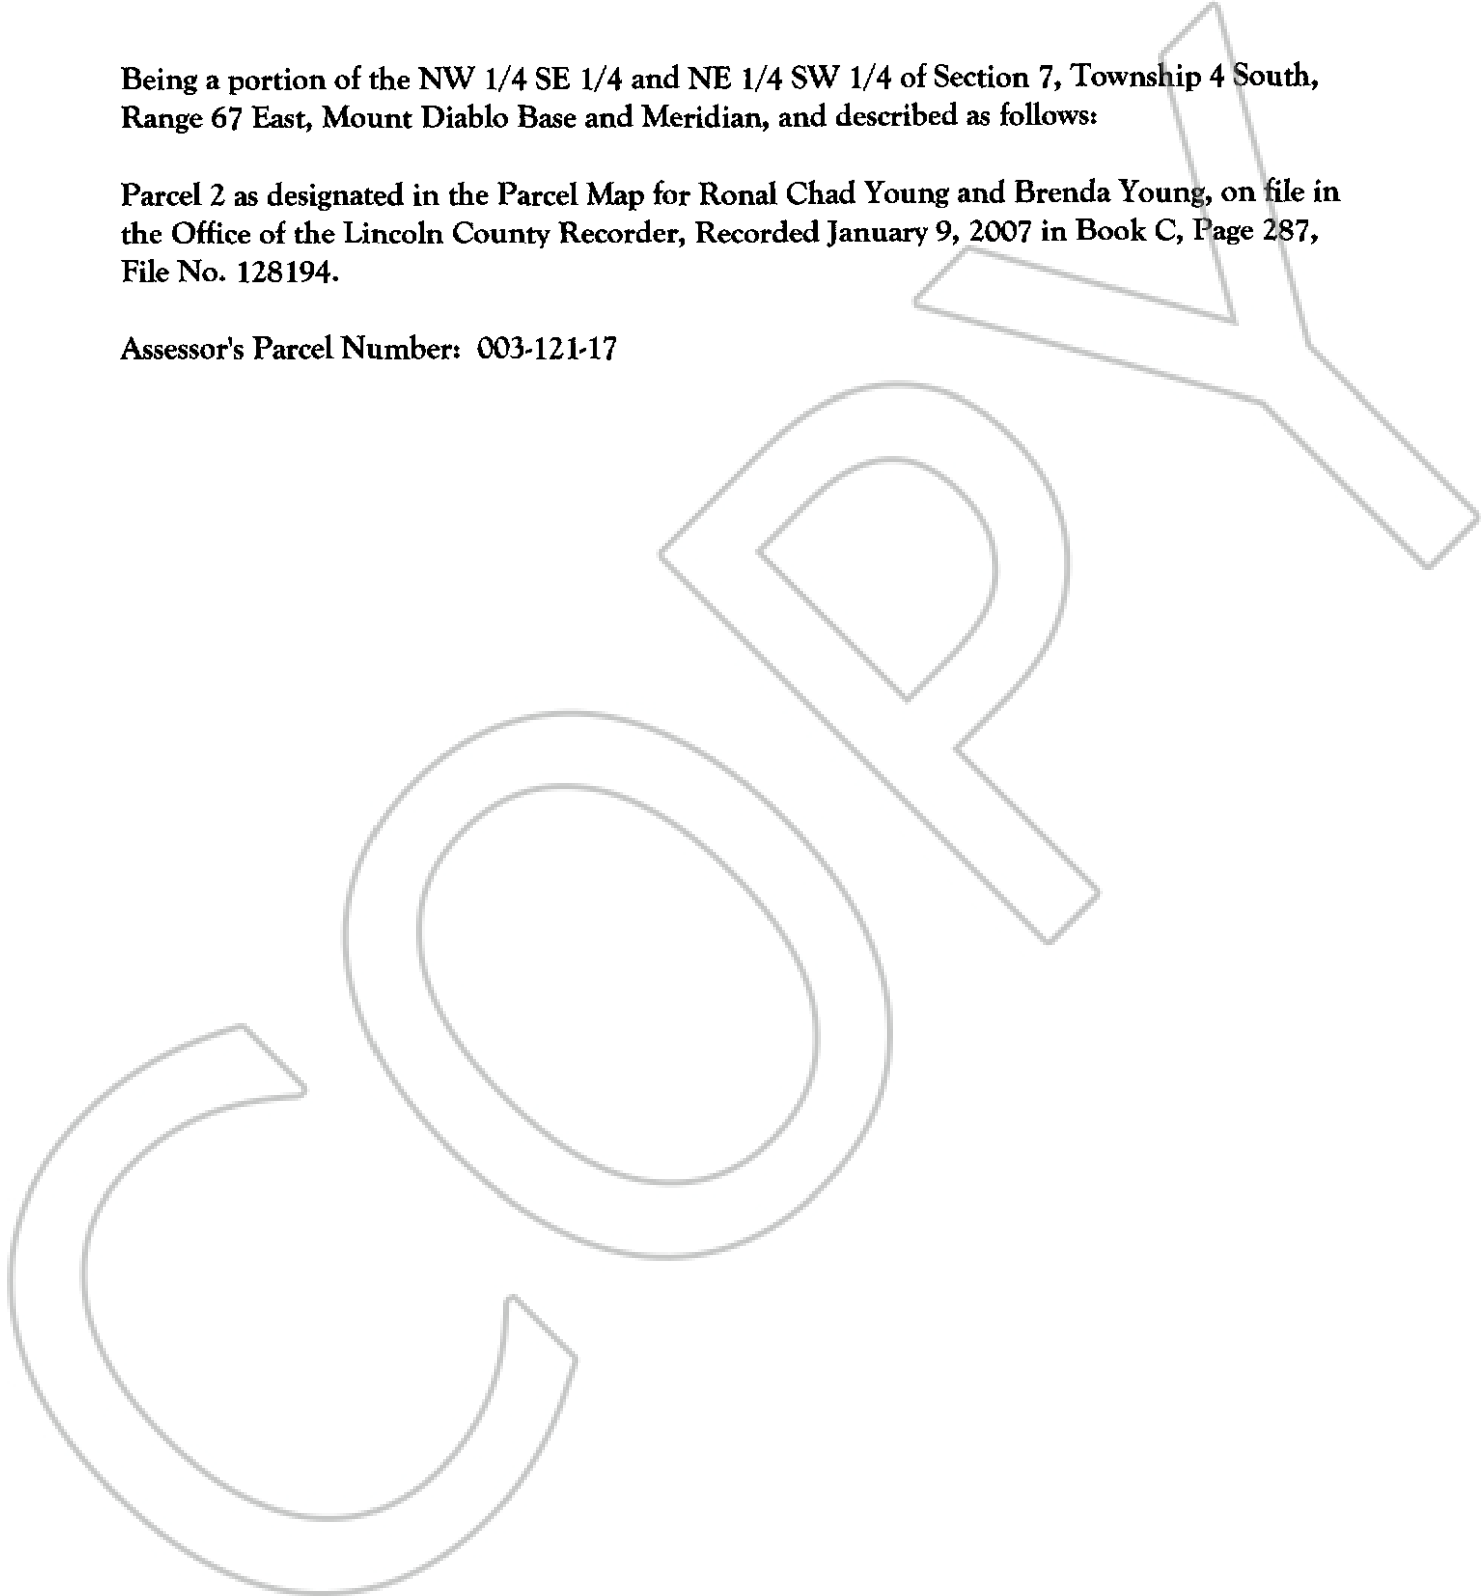 Being a portion of the NW 1/4 SE 1/4 and NE 1/4 SW 1/4 of Section 7, Township 4 South,
Range 67 East, Mount Diablo Base and Meridian, and described as follows:
Parcel 2 as designated in the Parcel Map for Ronal Chad Young and Brenda Young, on file in
the Office of the Lincoln County Recorder, Recorded January 9, 2007 in Book C, Page 287,
File No. 128194.
Assessor's Parcel Number: 003-121-17
COPY